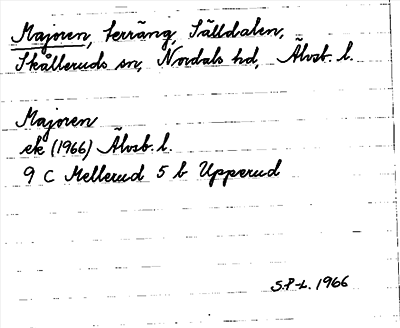 Majoren, terräng, Sälldalen,
Skålleruds sn, Nordals hd, Älvsb. l.
Majoren
ek (1966) Älvsb. l.
9 C Mellerud 5 b Upperud
S.P-L. 1966